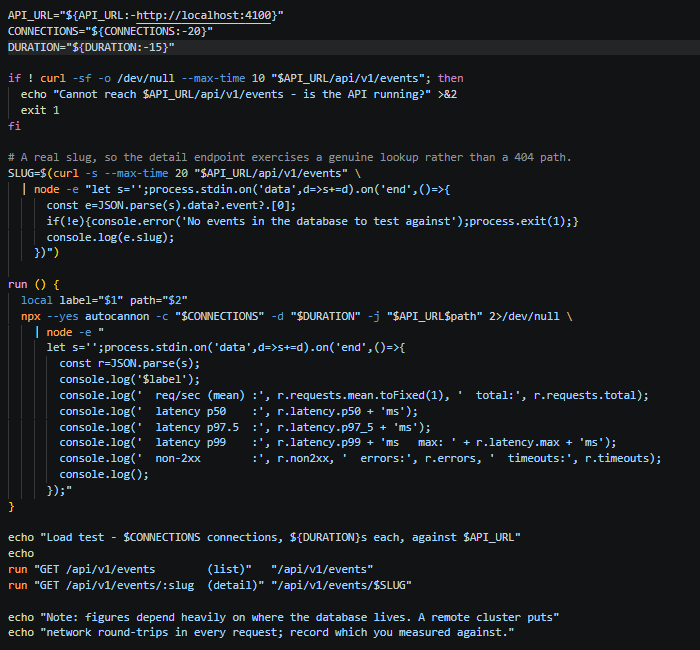 API_URL="${API_URL:-http://localhost:4100}"
CONNECTIONS="${CONNECTIONS:-20}"
DURATION="${DURATION:-15}"

if ! curl -sf -o /dev/null --max-time 10 "$API_URL/api/v1/events"; then
  echo "Cannot reach $API_URL/api/v1/events - is the API running?" >&2
  exit 1
fi

# A real slug, so the detail endpoint exercises a genuine lookup rather than a 404 path.
SLUG=$(curl -s --max-time 20 "$API_URL/api/v1/events" \
  | node -e "let s='';process.stdin.on('data',d=>s+=d).on('end',()=>{
      const e=JSON.parse(s).data?.event?.[0];
      if(!e){console.error('No events in the database to test against');process.exit(1);}
      console.log(e.slug);
    })")

run () {
  local label="$1" path="$2"
  npx --yes autocannon -c "$CONNECTIONS" -d "$DURATION" -j "$API_URL$path" 2>/dev/null \
    | node -e "
      let s='';process.stdin.on('data',d=>s+=d).on('end',()=>{
        const r=JSON.parse(s);
        console.log('$label');
        console.log('  req/sec (mean) :', r.requests.mean.toFixed(1), '  total:', r.requests.total);
        console.log('  latency p50    :', r.latency.p50 + 'ms');
        console.log('  latency p97.5  :', r.latency.p97_5 + 'ms');
        console.log('  latency p99    :', r.latency.p99 + 'ms   max: ' + r.latency.max + 'ms');
        console.log('  non-2xx        :', r.non2xx, '  errors:', r.errors, '  timeouts:', r.timeouts);
        console.log();
      });"
}

echo "Load test - $CONNECTIONS connections, ${DURATION}s each, against $API_URL"
echo
run "GET /api/v1/events        (list)"   "/api/v1/events"
run "GET /api/v1/events/:slug  (detail)" "/api/v1/events/$SLUG"

echo "Note: figures depend heavily on where the database lives. A remote cluster puts"
echo "network round-trips in every request; record which you measured against."